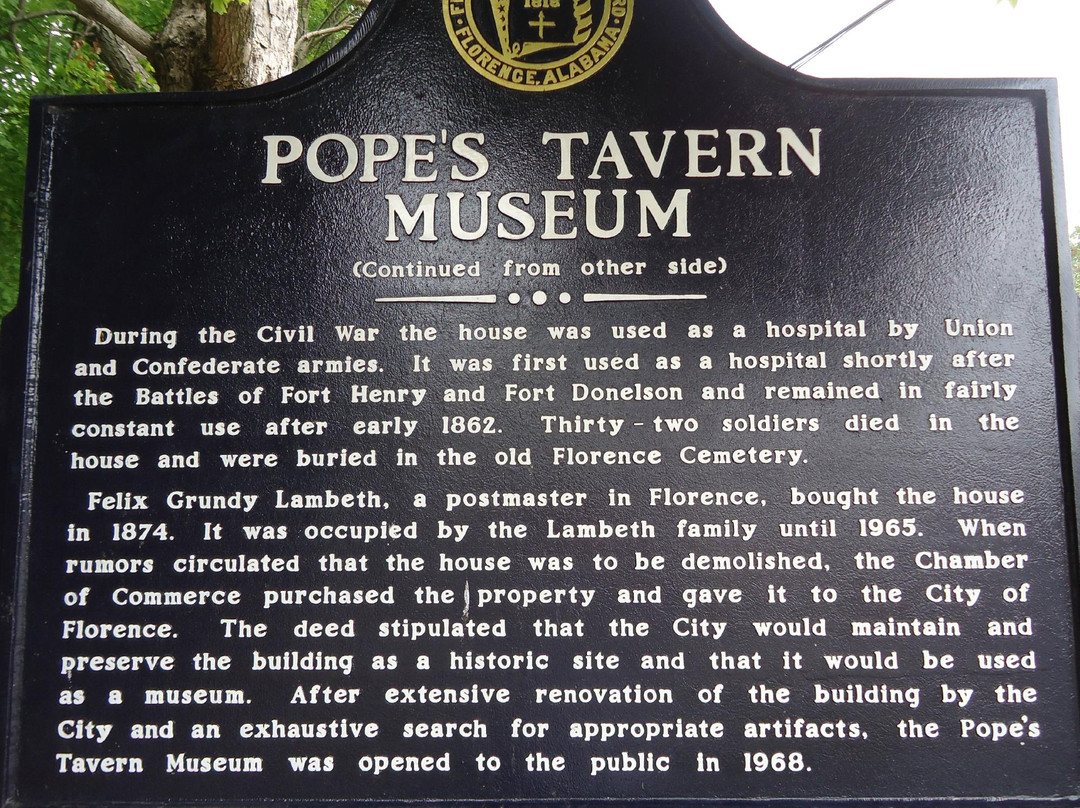 1818
FLORENCE, ALABAMA
POPE'S TAVERN
MUSEUM
(Continued from other side)
During the Civil War the house was used as a hospital by Union
and Confederate armies. It was first used as a hospital shortly after
the Battles of Fort Henry and Fort Donelson and remained in fairly
constant use after early 1862. Thirty-two soldiers died in the
house and were buried in the old Florence Cemetery.
Felix Grundy Lambeth, a postmaster in Florence, bought the house
in 1874. It was occupied by the Lambeth family until 1965. When
rumors circulated that the house was to be demolished, the Chamber
of Commerce purchased the property and gave it to the City of
Florence. The deed stipulated that the City would maintain and
preserve the building as a historic site and that it would be used
as a museum. After extensive renovation of the building by the
City and an exhaustive search for appropriate artifacts, the Pope's
Tavern Museum was opened to the public in 1968.